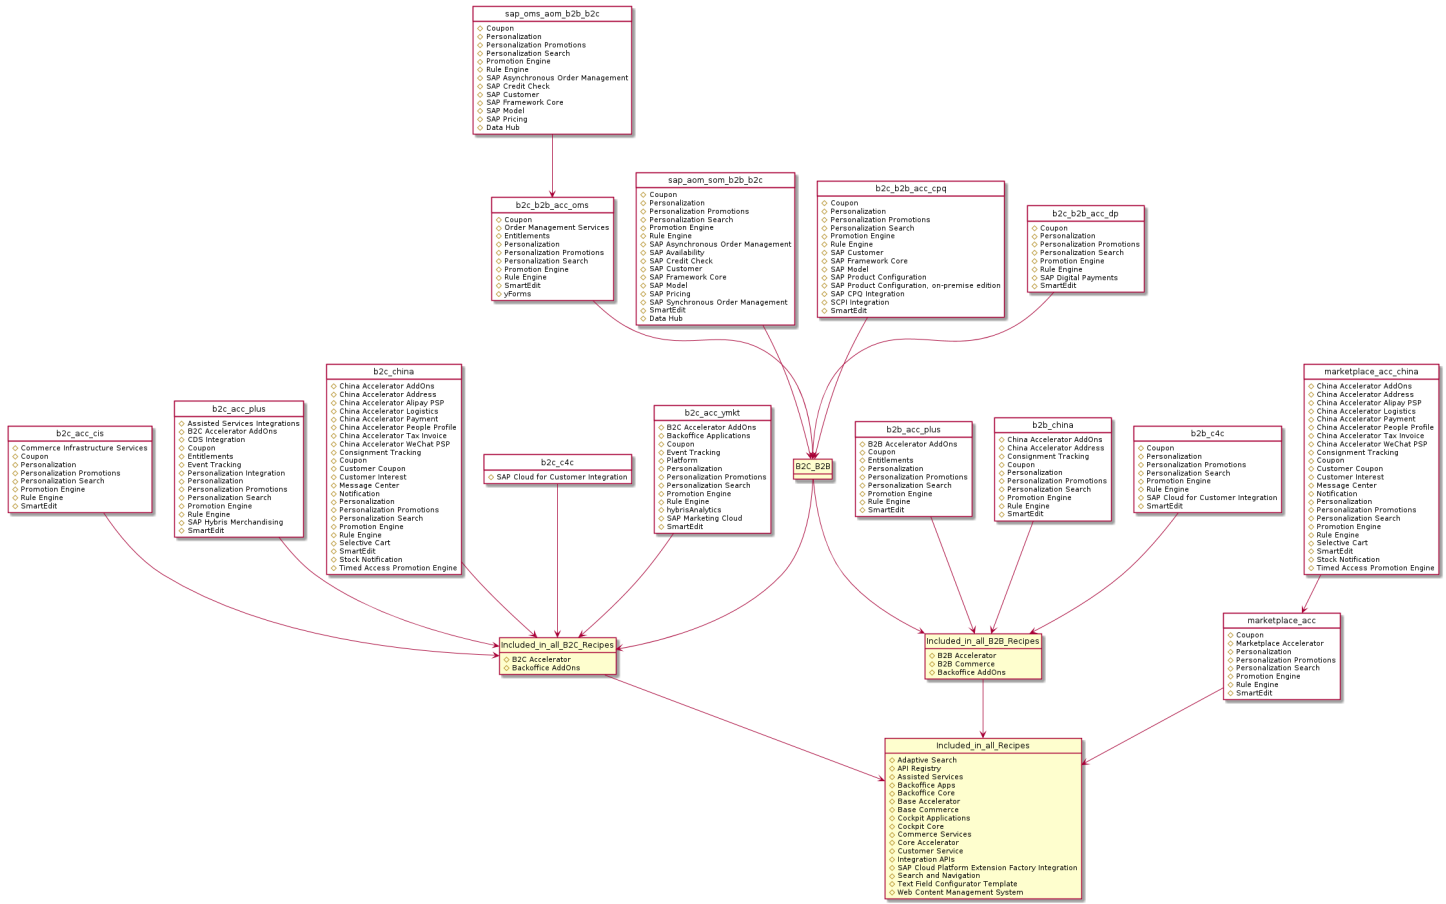 sap_oms_aom_b2b_b2c
Coupon
Personalization
Personalization Promotions
Personalization Search
Promotion Engine
Rule Engine
SAP Asynchronous Order Management
SAP Credit Check
SAP Customer
SAP Framework Core
SAP Model
SAP Pricing
Data Hub
b2c_b2b_acc_oms
Coupon
Order Management Services
Entitlements
Personalization
Personalization Promotions
Personalization Search
Promotion Engine
Rule Engine
SmartEdit
yForms
sap_aom_som_b2b_b2c
Coupon
Personalization
Personalization Promotions
Personalization Search
Promotion Engine
Rule Engine
SAP Asynchronous Order Management
SAP Availability
SAP Credit Check
SAP Customer
SAP Framework Core
SAP Model
SAP Pricing
SAP Synchronous Order Management
SmartEdit
Data Hub
b2c_b2b_acc_cpq
Coupon
Personalization
Personalization Promotions
Personalization Search
Promotion Engine
Rule Engine
SAP Customer
SAP Framework Core
SAP Model
SAP Product Configuration
SAP Product Configuration, on-premise edition
SAP CPQ Integration
SCPI Integration
SmartEdit
b2c_b2b_acc_dp
Coupon
Personalization
Personalization Promotions
Personalization Search
Promotion Engine
Rule Engine
SAP Digital Payments
SmartEdit
b2c_acc_cis
Commerce Infrastructure Services
Coupon
Personalization
Personalization Promotions
Personalization Search
Promotion Engine
Rule Engine
SmartEdit
b2c_acc_plus
Assisted Services Integrations
B2C Accelerator AddOns
CDS Integration
Coupon
Entitlements
Event Tracking
Personalization Integration
Personalization
Personalization Promotions
Personalization Search
Promotion Engine
Rule Engine
SAP Hybris Merchandising
SmartEdit
b2c_china
China Accelerator AddOns
China Accelerator Address
China Accelerator Alipay PSP
China Accelerator Logistics
China Accelerator Payment
China Accelerator People Profile
China Accelerator Tax Invoice
China Accelerator WeChat PSP
Consignment Tracking
Coupon
Customer Coupon
Customer Interest
Message Center
Notification
Personalization
Personalization Promotions
Personalization Search
Promotion Engine
Rule Engine
Selective Cart
SmartEdit
Stock Notification
Timed Access Promotion Engine
b2c_c4c
SAP Cloud for Customer Integration
b2c_acc_ymkt
B2C Accelerator AddOns
Backoffice Applications
Coupon
Event Tracking
Platform
Personalization
Personalization Promotions
Personalization Search
Promotion Engine
Rule Engine
hybrisAnalytics
SAP Marketing Cloud
SmartEdit
B2C_B2B
b2b_acc_plus
B2B Accelerator AddOns
Coupon
Entitlements
Personalization
Personalization Promotions
Personalization Search
Promotion Engine
Rule Engine
SmartEdit
b2b_china
China Accelerator AddOns
China Accelerator Address
Consignment Tracking
Coupon
Personalization
Personalization Promotions
Personalization Search
Promotion Engine
Rule Engine
SmartEdit
b2b_c4c
Coupon
Personalization
Personalization Promotions
Personalization Search
Promotion Engine
Rule Engine
SAP Cloud for Customer Integration
SmartEdit
marketplace_acc_china
China Accelerator AddOns
China Accelerator Address
China Accelerator Alipay PSP
China Accelerator Logistics
China Accelerator Payment
China Accelerator People Profile
China Accelerator Tax Invoice
China Accelerator WeChat PSP
Consignment Tracking
Coupon
Customer Coupon
Customer Interest
Message Center
Notification
Personalization
Personalization Promotions
Personalization Search
Promotion Engine
Rule Engine
Selective Cart
SmartEdit
Stock Notification
Timed Access Promotion Engine
Included_in_all_B2C_Recipes
B2C Accelerator
Backoffice AddOns
Included_in_all_B2B_Recipes
B2B Accelerator
B2B Commerce
Backoffice AddOns
marketplace_acc
Coupon
Marketplace Accelerator
Personalization
Personalization Promotions
Personalization Search
Promotion Engine
Rule Engine
SmartEdit
Included_in_all_Recipes
Adaptive Search
API Registry
Assisted Services
Backoffice Apps
Backoffice Core
Base Accelerator
Base Commerce
Cockpit Applications
Cockpit Core
Commerce Services
Core Accelerator
Customer Service
Integration APIs
SAP Cloud Platform Extension Factory Integration
Search and Navigation
Text Field Configurator Template
Web Content Management System